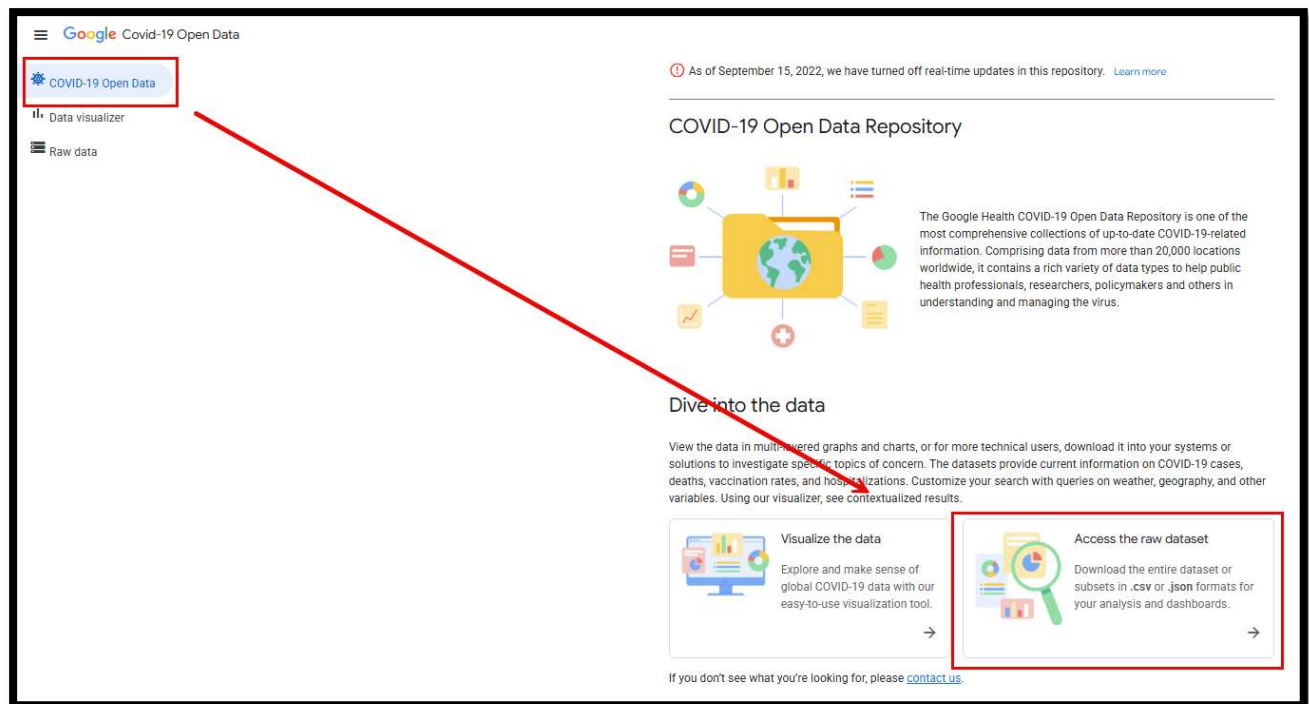 Google Covid-19 Open Data
COVID-19 Open Data
Data visualizer
Raw data
As of September 15, 2022, we have turned off real-time updates in this repository. Learn more
COVID-19 Open Data Repository
The Google Health COVID-19 Open Data Repository is one of the
most comprehensive collections of up-to-date COVID-19-related
information. Comprising data from more than 20,000 locations
worldwide, it contains a rich variety of data types to help public
health professionals, researchers, policymakers and others in
understanding and managing the virus.
Dive into the data
View the data in multi-layered graphs and charts, or for more technical users, download it into your systems or
solutions to investigate specific topics of concern. The datasets provide current information on COVID-19 cases,
deaths, vaccination rates, and hospitalizations. Customize your search with queries on weather, geography, and other
variables. Using our visualizer, see contextualized results.
Visualize the data
Explore and make sense of
global COVID-19 data with our
easy-to-use visualization tool.
Access the raw dataset
Download the entire dataset or
subsets in .csv or .json formats for
your analysis and dashboards.
If you don't see what you're looking for, please contact us.